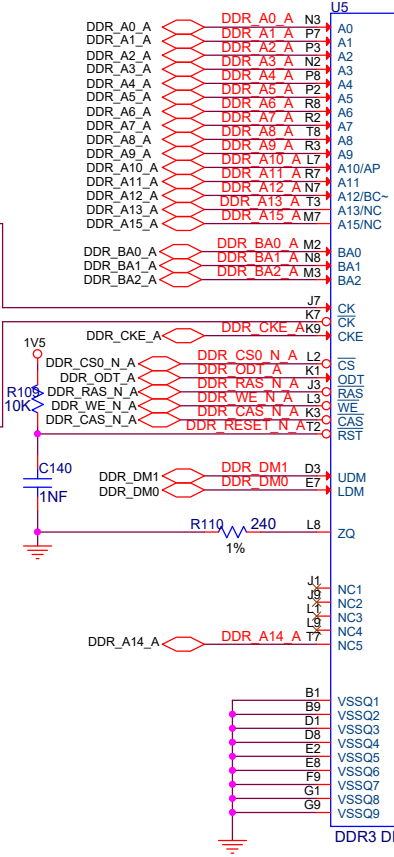 U5
DDR_A0_A DDR_A0_A N3 A0
DDR_A1_A DDR_A1_A P7 A1
DDR_A2_A DDR_A2_A P3 A2
DDR_A3_A DDR_A3_A N2 A3
DDR_A4_A DDR_A4_A P8 A4
DDR_A5_A DDR_A5_A P2 A5
DDR_A6_A DDR_A6_A R8 A6
DDR_A7_A DDR_A7_A R2 A7
DDR_A8_A DDR_A8_A T8 A8
DDR_A9_A DDR_A9_A R3 A9
DDR_A10_A DDR_A10_A L7 A10/AP
DDR_A11_A DDR_A11_A R7 A11
DDR_A12_A DDR_A12_A N7 A12/BC~
DDR_A13_A DDR_A13_A T3 A13/NC
DDR_A15_A DDR_A15_A M7 A15/NC
DDR_BA0_A DDR_BA0_A M2 BA0
DDR_BA1_A DDR_BA1_A N8 BA1
DDR_BA2_A DDR_BA2_A M3 BA2
J7 CK
K7 CK
DDR_CKE_A DDR_CKE_A K9 CKE
1V5
DDR_CS0_N_A DDR_CS0_N_A L2 CS
DDR_ODT_A DDR_ODT_A K1 ODT
R109 DDR_RAS_N_A DDR_RAS_N_A J3 RAS
10K DDR_WE_N_A DDR_WE_N_A L3 WE
DDR_CAS_N_A DDR_CAS_N_A K3 CAS
DDR_RESET_N_A T2 RST
C140
1NF
DDR_DM1 DDR_DM1 D3 UDM
DDR_DM0 DDR_DM0 E7 LDM
R110 240 L8 ZQ
1%
J1 NC1
J9 NC2
L1 NC3
L9 NC4
DDR_A14_A DDR_A14_A T7 NC5
B1 VSSQ1
B9 VSSQ2
D1 VSSQ3
D8 VSSQ4
E2 VSSQ5
E8 VSSQ6
F9 VSSQ7
G1 VSSQ8
G9 VSSQ9
DDR3